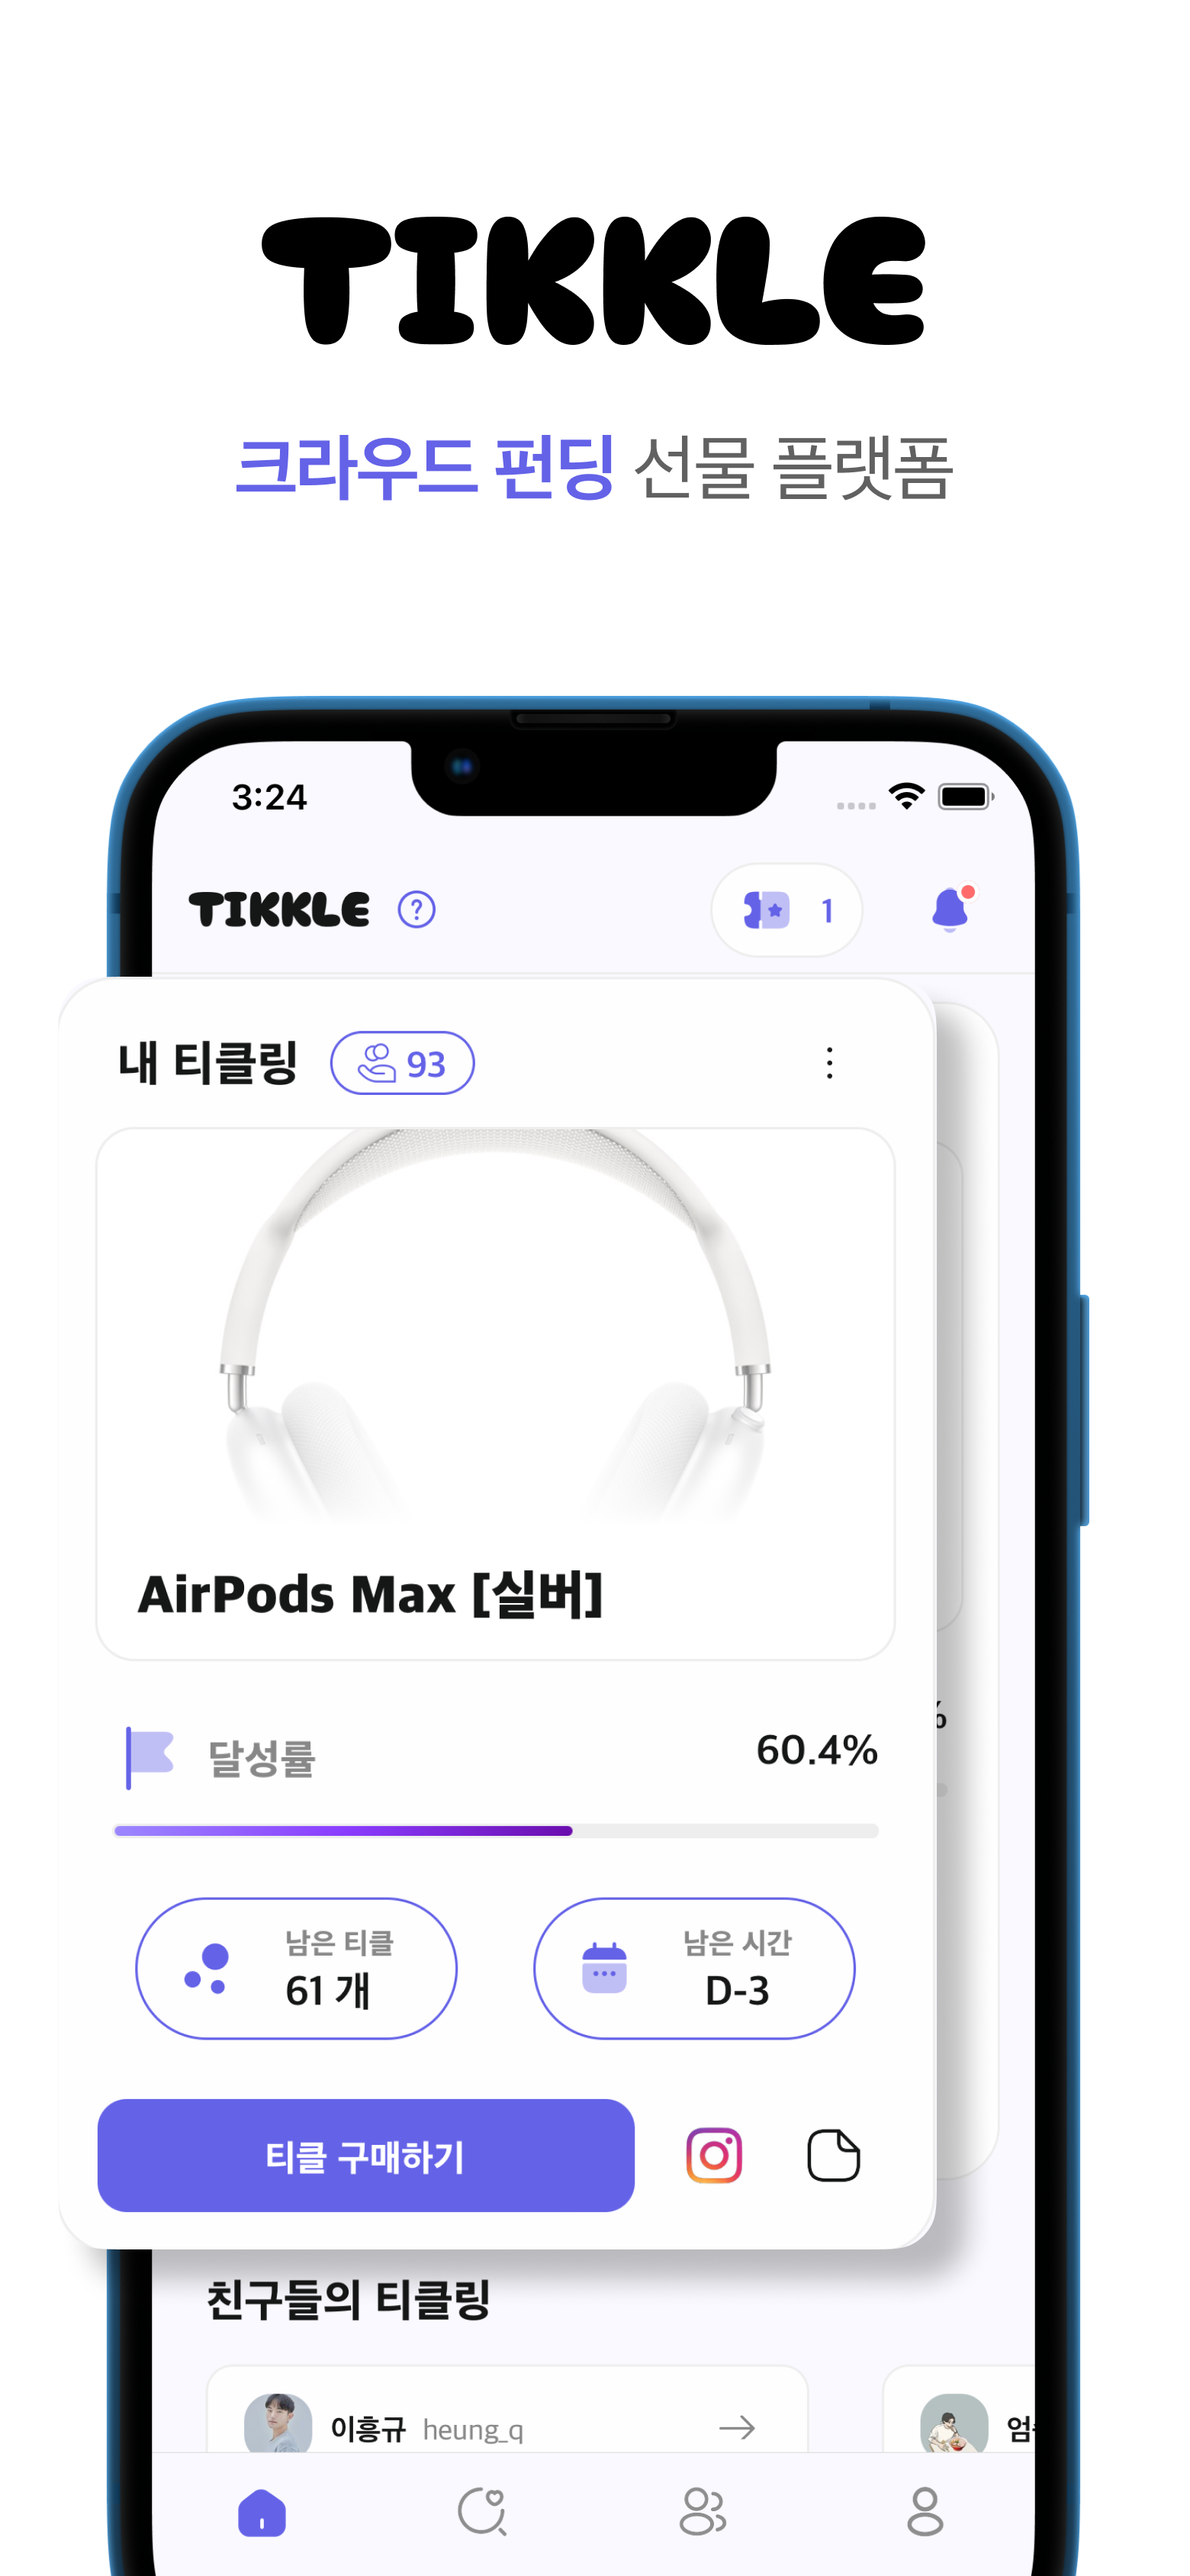 TIKKLE
크라우드 펀딩 선물 플랫폼
3:24
TIKKLE ? 1
내 티클링 93
AirPods Max [실버]
달성률 60.4%
%
남은 티클 남은 시간
61 개 D-3
티클 구매하기
친구들의 티클링
이흥규 heung_q 엄